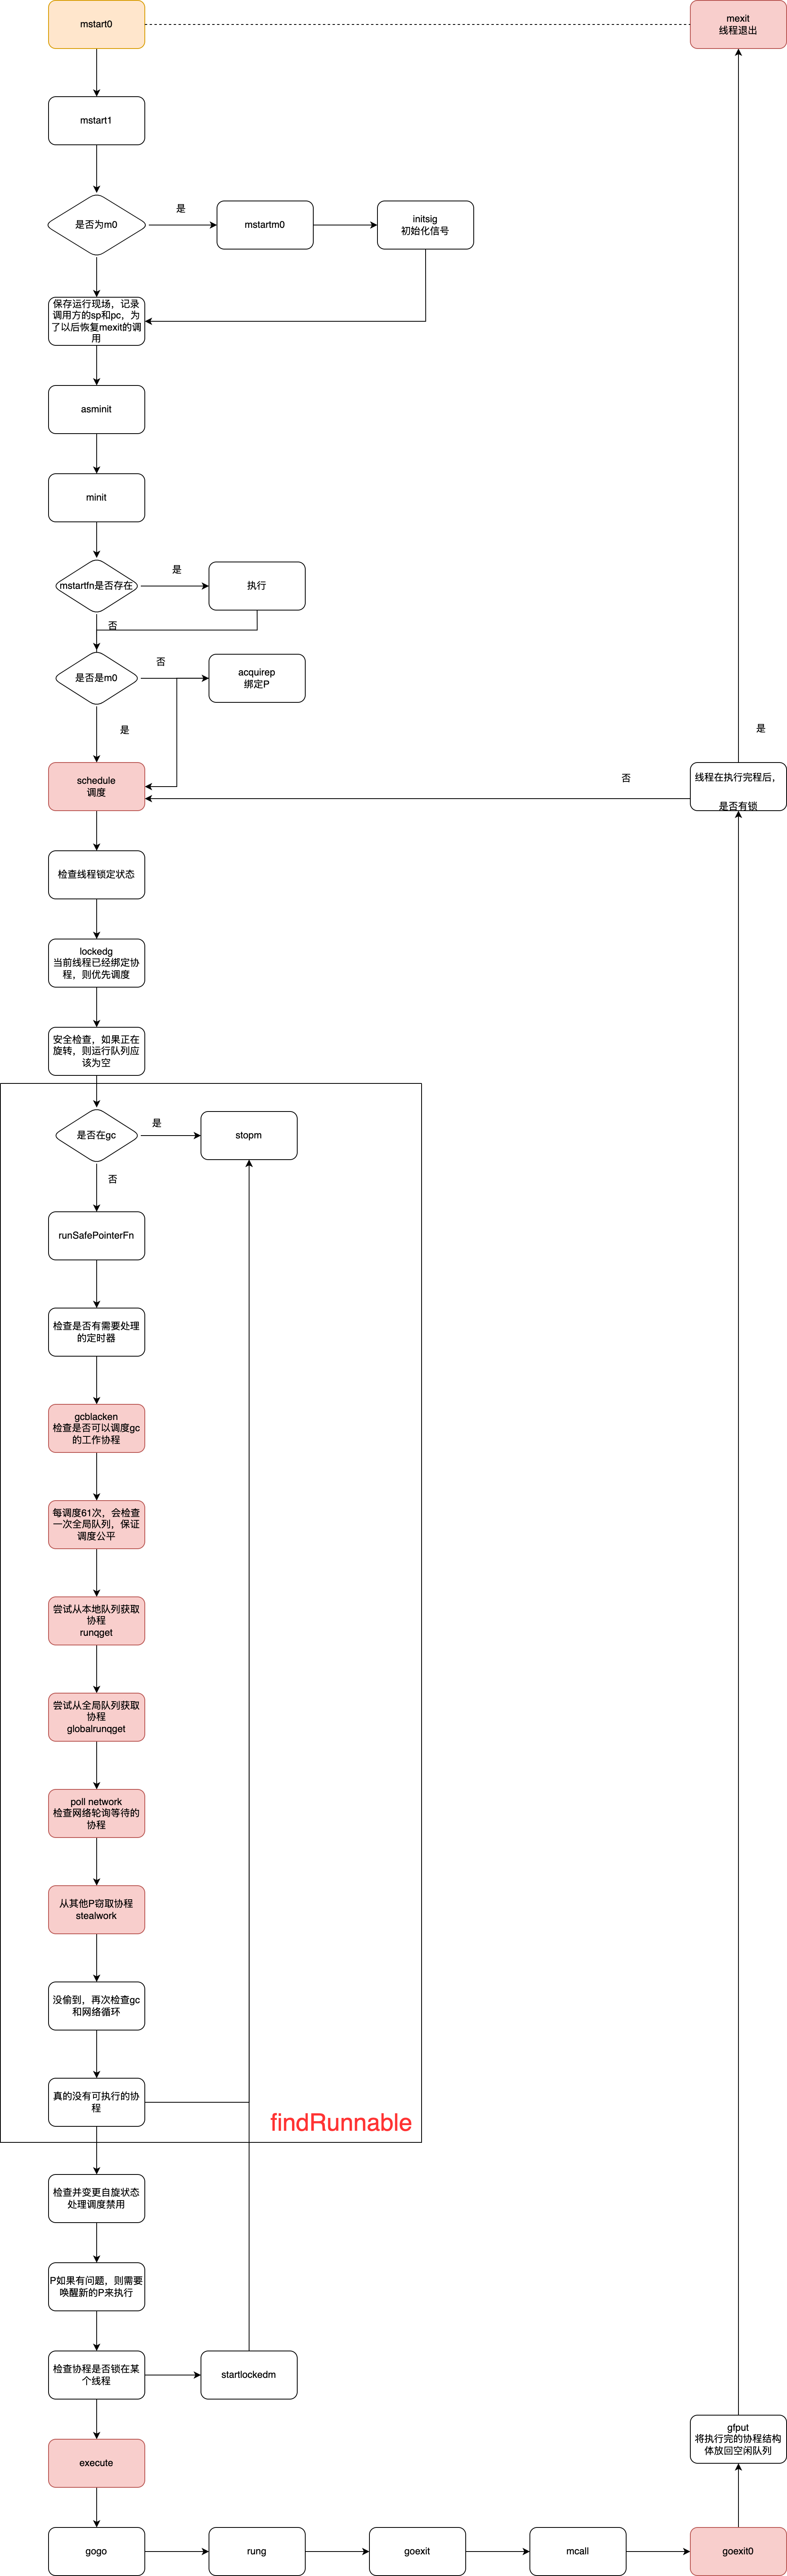 mstart0
mexit
线程退出
mstart1
是否为m0
是
mstartm0
initsig
初始化信号
保存运行现场，记录
调用方的sp和pc，为
了以后恢复mexit的调
用
asminit
minit
mstartfn是否存在
是
执行
否
是否是m0
否
acquirep
绑定P
是
是
schedule
调度
否
线程在执行完程后，
是否有锁
检查线程锁定状态
lockedg
当前线程已经绑定协
程，则优先调度
安全检查，如果正在
旋转，则运行队列应
该为空
是否在gc
是
stopm
否
runSafePointerFn
检查是否有需要处理
的定时器
gcblacken
检查是否可以调度gc
的工作协程
每调度61次，会检查
一次全局队列，保证
调度公平
尝试从本地队列获取
协程
runqget
尝试从全局队列获取
协程
globalrunqget
poll network
检查网络轮询等待的
协程
从其他P窃取协程
stealwork
没偷到，再次检查gc
和网络循环
真的没有可执行的协
程
findRunnable
检查并变更自旋状态
处理调度禁用
P如果有问题，则需要
唤醒新的P来执行
检查协程是否锁在某
个线程
startlockedm
gfput
将执行完的协程结构
体放回空闲队列
execute
gogo
rung
goexit
mcall
goexit0